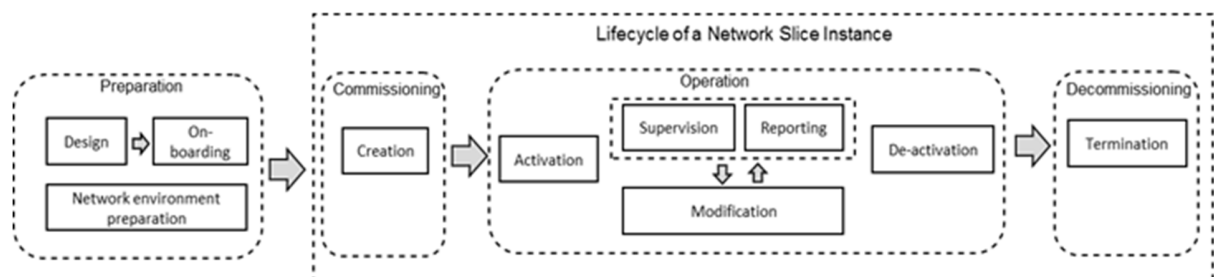 Lifecycle of a Network Slice Instance
Preparation
Design
On-
boarding
Network environment
preparation
Commissioning
Creation
Operation
Activation
Supervision
Reporting
Modification
De-activation
Decommissioning
Termination